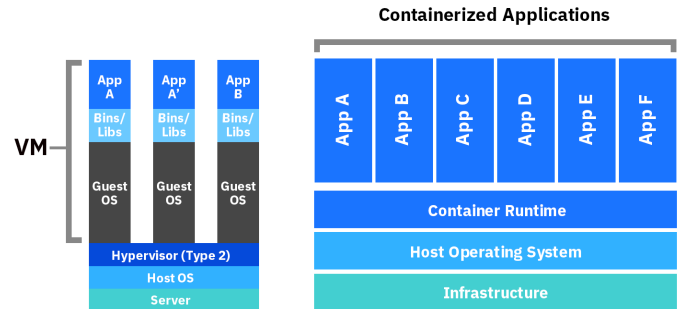 Containerized Applications
VM
App
A
App
A’
App
B
Bins/
Libs
Bins/
Libs
Bins/
Libs
Guest
OS
Guest
OS
Guest
OS
Hypervisor (Type 2)
Host OS
Server
App A
App B
App C
App D
App E
App F
Container Runtime
Host Operating System
Infrastructure